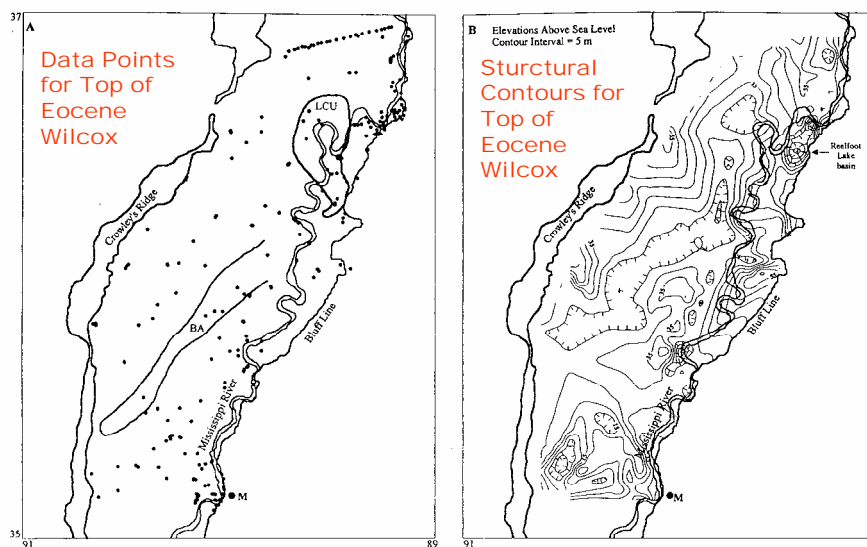 37
A
Data Points
for Top of
Eocene
Wilcox
LCU
Crowley's Ridge
BA
Bluff Line
Mississippi River
M
35
91
89
B Elevations Above Sea Level
Contour Interval = 5 m
Sturctural
Contours for
Top of
Eocene
Wilcox
Reelfoot
Lake
basin
Crowley's Ridge
Bluff Line
Mississippi River
M
91